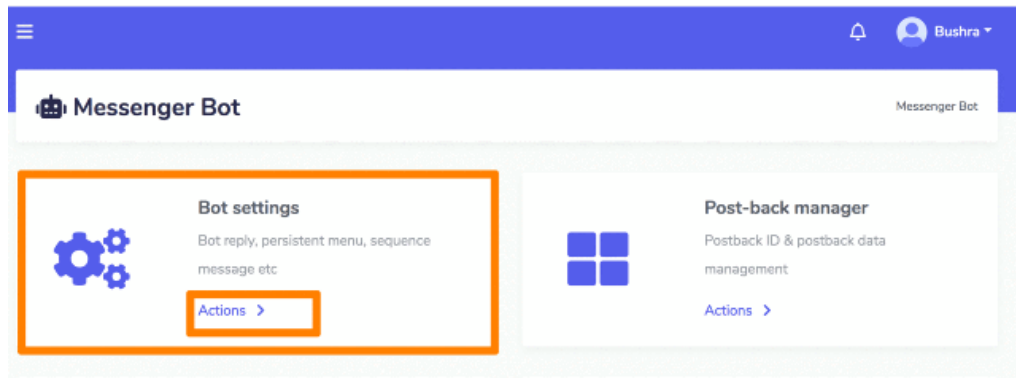 Bushra
Messenger Bot
Messenger Bot
Bot settings
Bot reply, persistent menu, sequence
message etc
Actions
Post-back manager
Postback ID & postback data
management
Actions